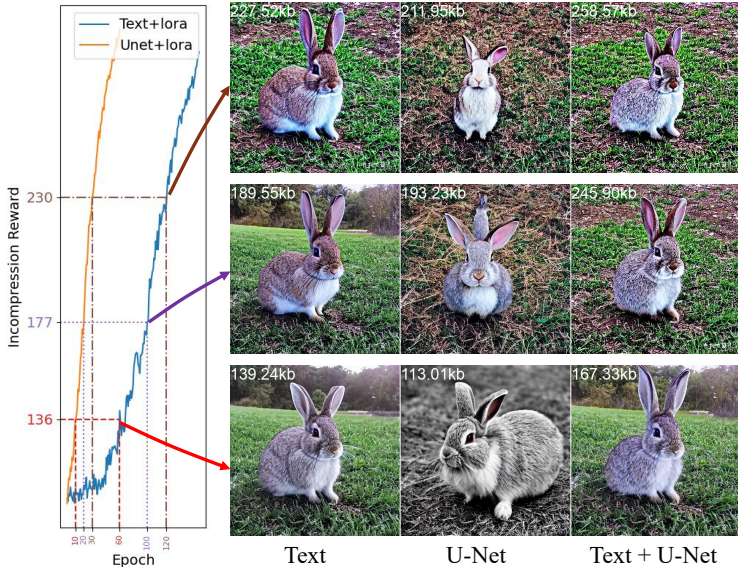 Text+lora
Unet+lora
Incompression Reward
230
177
136
10
20
30
60
100
120
Epoch
227.52kb
211.95kb
258.57kb
189.55kb
193.23kb
245.90kb
139.24kb
113.01kb
167.33kb
Text
U-Net
Text + U-Net